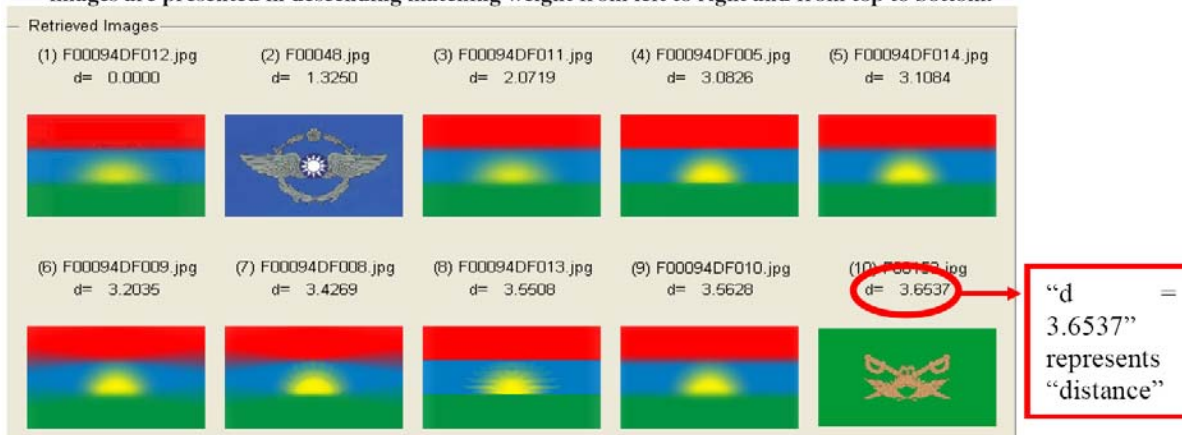 Images are presented in descending matching weight from left to right and from top to bottom.
Retrieved Images
(1) F00094DF012.jpg (2) F00048.jpg (3) F00094DF011.jpg (4) F00094DF005.jpg (5) F00094DF014.jpg
d= 0.0000 d= 1.3250 d= 2.0719 d= 3.0826 d= 3.1084
(6) F00094DF009.jpg (7) F00094DF008.jpg (8) F00094DF013.jpg (9) F00094DF010.jpg (10) .jpg
d= 3.2035 d= 3.4269 d= 3.5508 d= 3.5628 d= 3.6537
“d =
3.6537”
represents
“distance”